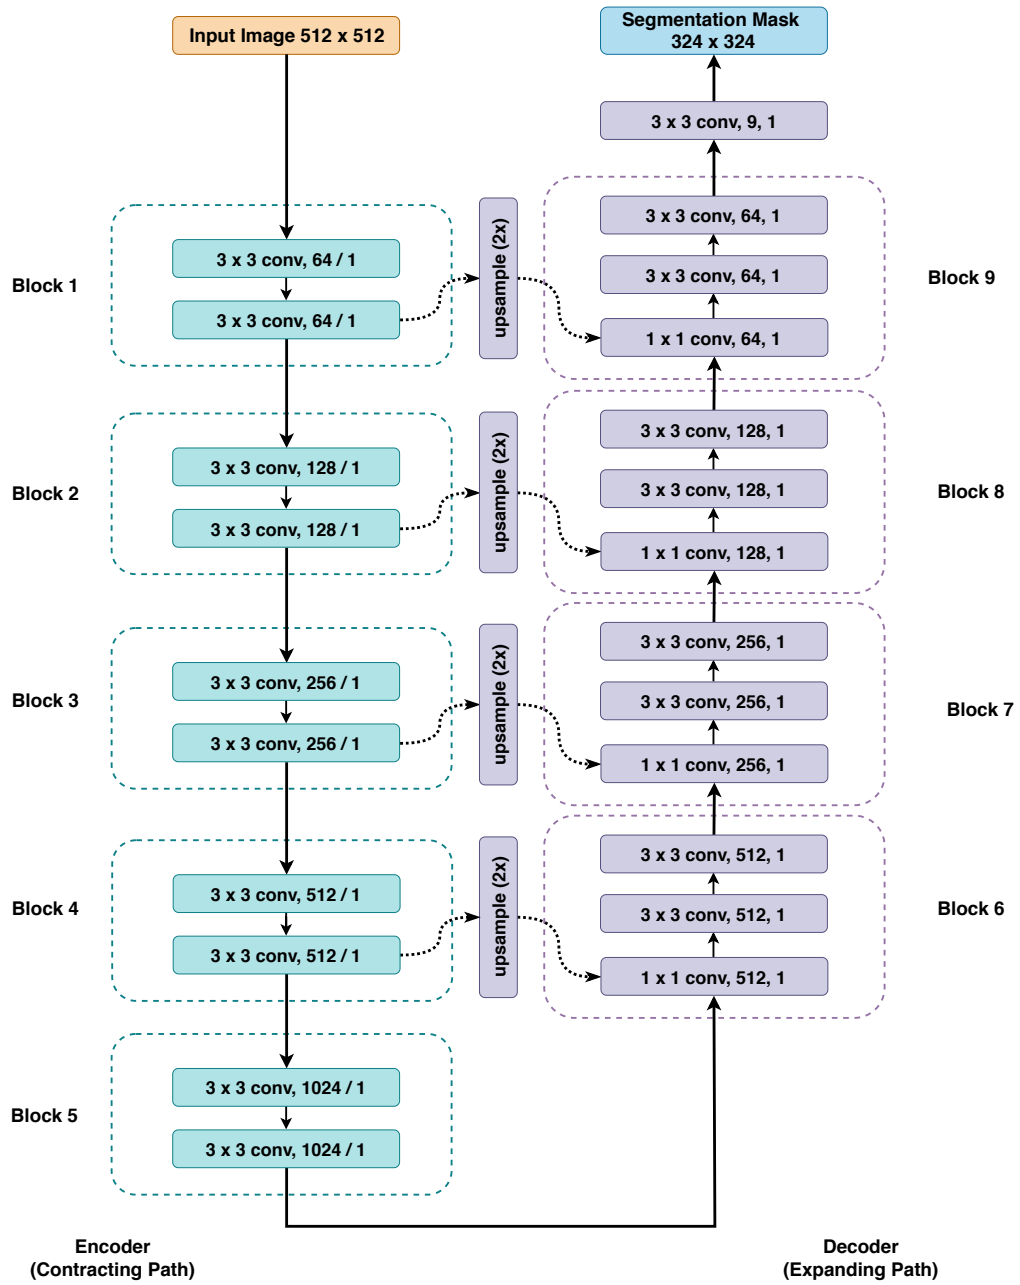 Input Image 512 x 512
Segmentation Mask
324 x 324
3 x 3 conv, 9, 1
Block 1
3 x 3 conv, 64 / 1
3 x 3 conv, 64 / 1
upsample (2x)
3 x 3 conv, 64, 1
3 x 3 conv, 64, 1
1 x 1 conv, 64, 1
Block 9
Block 2
3 x 3 conv, 128 / 1
3 x 3 conv, 128 / 1
upsample (2x)
3 x 3 conv, 128, 1
3 x 3 conv, 128, 1
1 x 1 conv, 128, 1
Block 8
Block 3
3 x 3 conv, 256 / 1
3 x 3 conv, 256 / 1
upsample (2x)
3 x 3 conv, 256, 1
3 x 3 conv, 256, 1
1 x 1 conv, 256, 1
Block 7
Block 4
3 x 3 conv, 512 / 1
3 x 3 conv, 512 / 1
upsample (2x)
3 x 3 conv, 512, 1
3 x 3 conv, 512, 1
1 x 1 conv, 512, 1
Block 6
Block 5
3 x 3 conv, 1024 / 1
3 x 3 conv, 1024 / 1
Encoder
(Contracting Path)
Decoder
(Expanding Path)